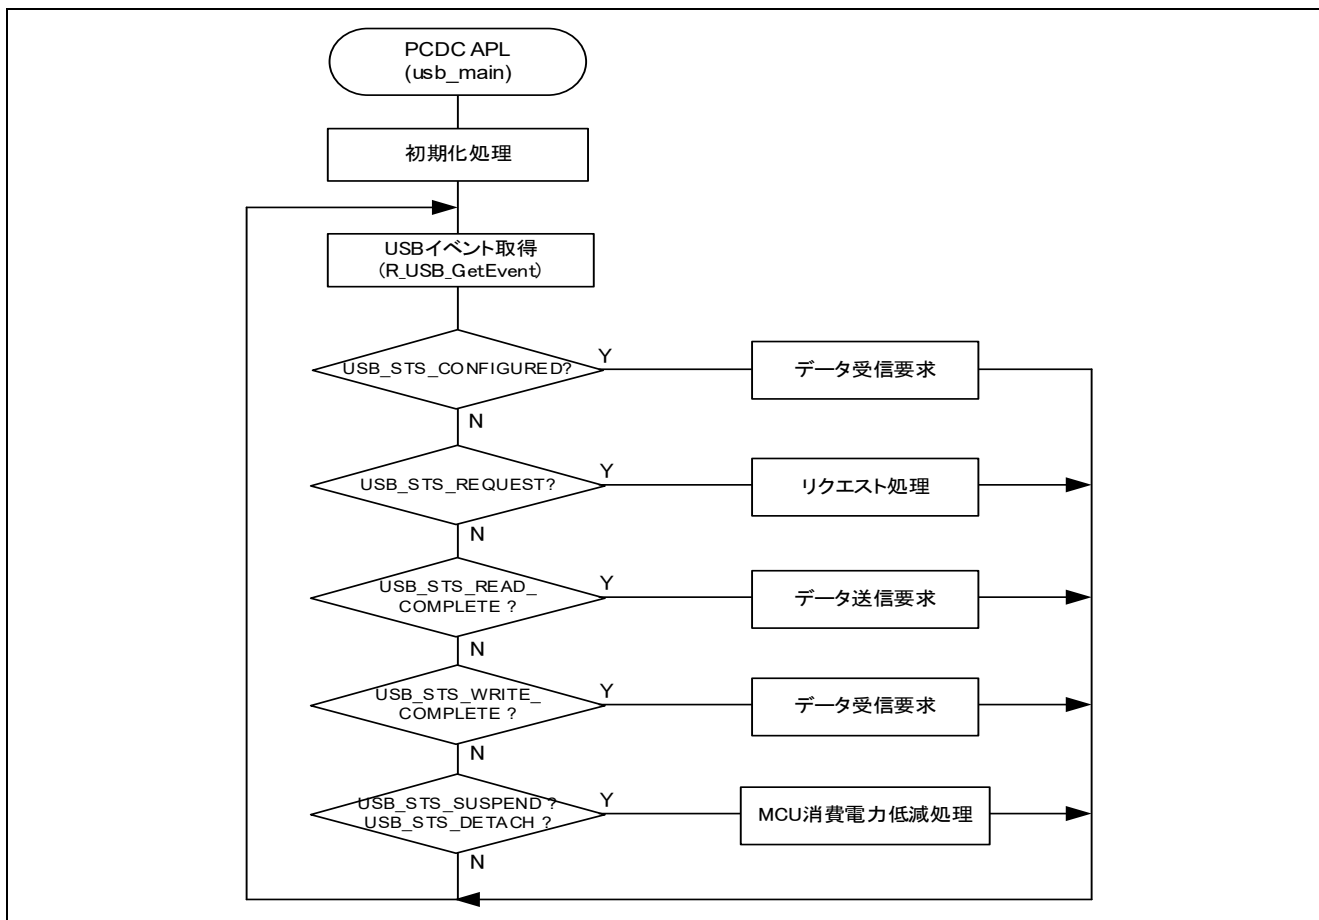 PCDC APL
(usb_main)
初期化処理
USBイベント取得
(R_USB_GetEvent)
USB_STS_CONFIGURED?
Y
データ受信要求
N
USB_STS_REQUEST?
Y
リクエスト処理
N
USB_STS_READ_
COMPLETE ?
Y
データ送信要求
N
USB_STS_WRITE_
COMPLETE ?
Y
データ受信要求
N
USB_STS_SUSPEND ?
USB_STS_DETACH ?
Y
MCU消費電力低減処理
N